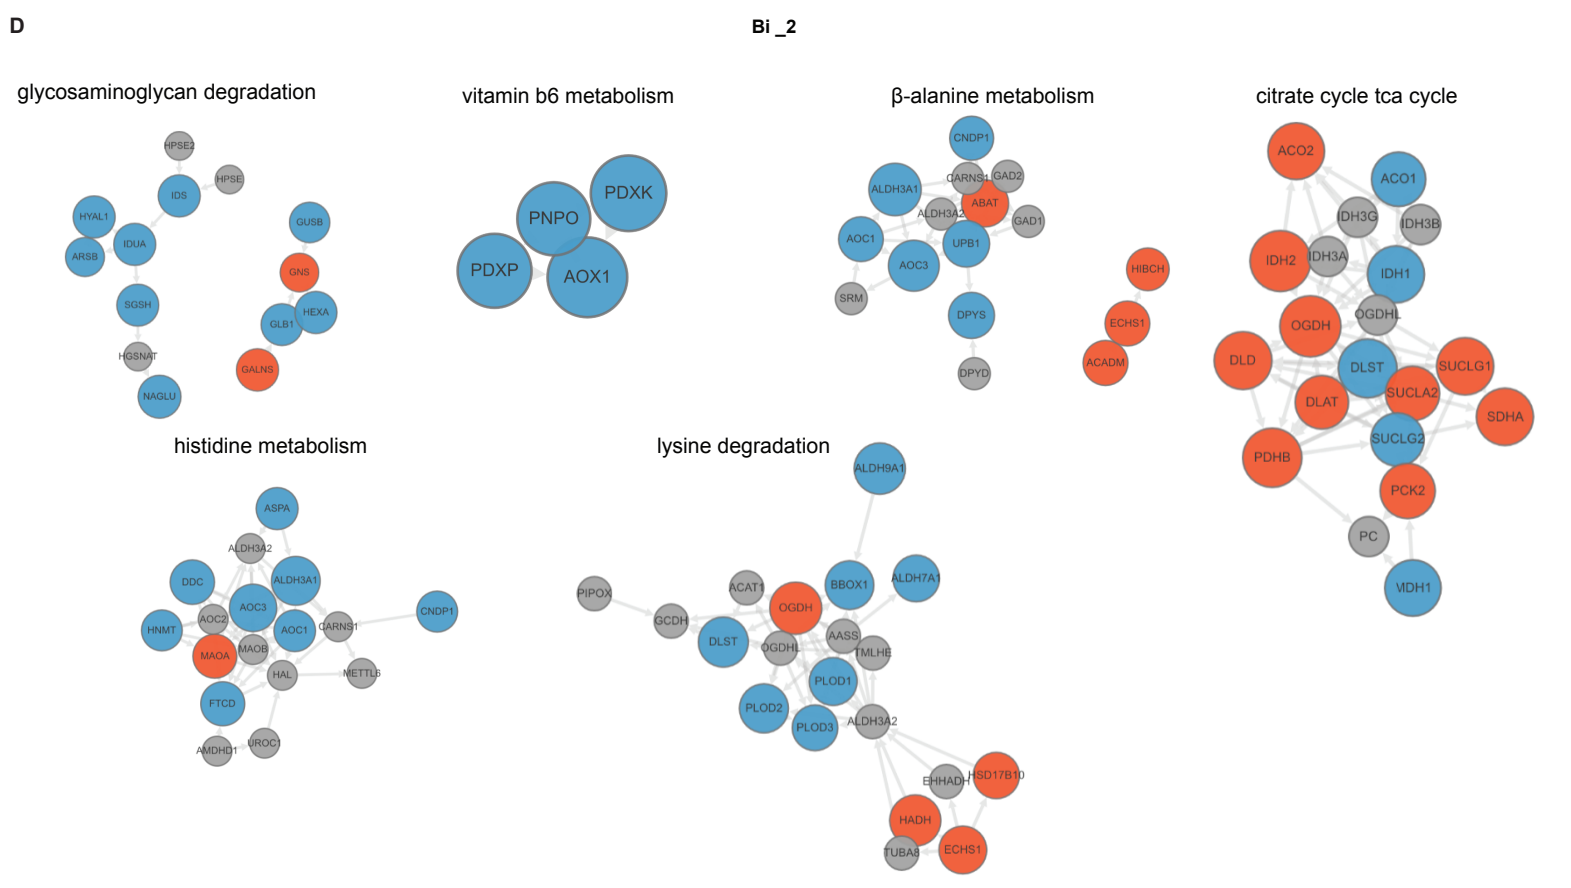 D
Bi _2
glycosaminoglycan degradation
HPSE2
HPSE
IDS
HYAL1
IDUA
ARSB
SGSH
HGSNAT
NAGLU
GUSB
GNS
HEXA
GLB1
GALNS
vitamin b6 metabolism
PDXK
PNPO
PDXP
AOX1
β-alanine metabolism
CNDP1
CARNS1
GAD2
ALDH3A1
ABAT
ALDH3A2
GAD1
AOC1
UPB1
AOC3
SRM
DPYS
DPYD
HIBCH
ECHS1
ACADM
citrate cycle tca cycle
ACO2
ACO1
IDH3G
IDH3B
IDH2
IDH3A
IDH1
OGDHL
OGDH
DLD
DLST
SUCLG1
SUCLA2
DLAT
SDHA
SUCLG2
PDHB
PCK2
PC
MDH1
histidine metabolism
ASPA
ALDH3A2
DDC
ALDH3A1
AOC3
AOC2
CNDP1
HNMT
AOC1
CARNS1
MAOA
MAOB
HAL
METTL6
FTCD
AMDHD1
UROC1
lysine degradation
ALDH9A1
PIPOX
ACAT1
BBOX1
ALDH7A1
OGDH
GCDH
DLST
OGDHL
AASS
TMLHE
PLOD1
PLOD2
PLOD3
ALDH3A2
EHHADH
HSD17B10
HADH
TUBA8
ECHS1